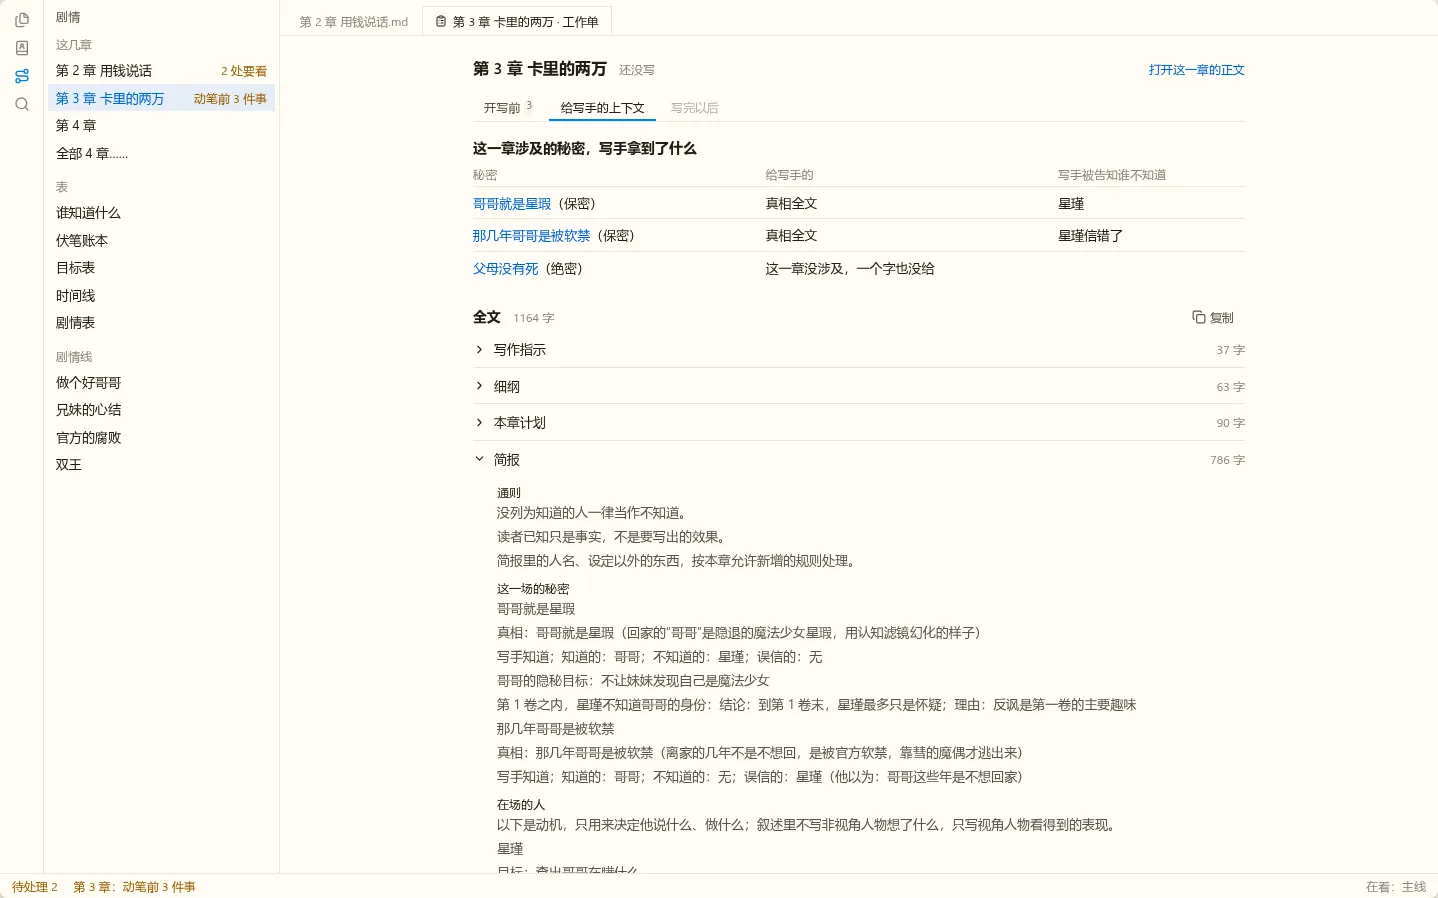 剧情
这几章
第 2 章 用钱说话 2 处要看
第 3 章 卡里的两万 动笔前 3 件事
第 4 章
全部 4 章……
表
谁知道什么
伏笔账本
目标表
时间线
剧情表
剧情线
做个好哥哥
兄妹的心结
官方的腐败
双王
第 2 章 用钱说话.md
第 3 章 卡里的两万 · 工作单
第 3 章 卡里的两万 还没写 打开这一章的正文
开写前 3 给写手的上下文 写完以后
这一章涉及的秘密，写手拿到了什么
秘密 给写手的 写手被告知谁不知道
哥哥就是星瑕（保密） 真相全文 星瑾
那几年哥哥是被软禁（保密） 真相全文 星瑾信错了
父母没有死（绝密） 这一章没涉及，一个字也没给
全文 1164 字 复制
写作指示 37 字
细纲 63 字
本章计划 90 字
简报 786 字
通则
没列为知道的人一律当作不知道。
读者已知只是事实，不是要写出的效果。
简报里的人名、设定以外的东西，按本章允许新增的规则处理。
这一场的秘密
哥哥就是星瑕
真相：哥哥就是星瑕（回家的“哥哥”是隐退的魔法少女星瑕，用认知滤镜幻化的样子）
写手知道；知道的：哥哥；不知道的：星瑾；误信的：无
哥哥的隐秘目标：不让妹妹发现自己是魔法少女
第 1 卷之内，星瑾不知道哥哥的身份：结论：到第 1 卷末，星瑾最多只是怀疑；理由：反讽是第一卷的主要趣味
那几年哥哥是被软禁
真相：那几年哥哥是被软禁（离家的几年不是不想回，是被官方软禁，靠彗的魔偶才逃出来）
写手知道；知道的：哥哥；不知道的：无；误信的：星瑾（他以为：哥哥这些年是不想回家）
在场的人
以下是动机，只用来决定他说什么、做什么；叙述里不写非视角人物想了什么，只写视角人物看得到的表现。
星瑾
目标：查出哥哥在瞒什么
待处理 2 第 3 章：动笔前 3 件事 在看：主线